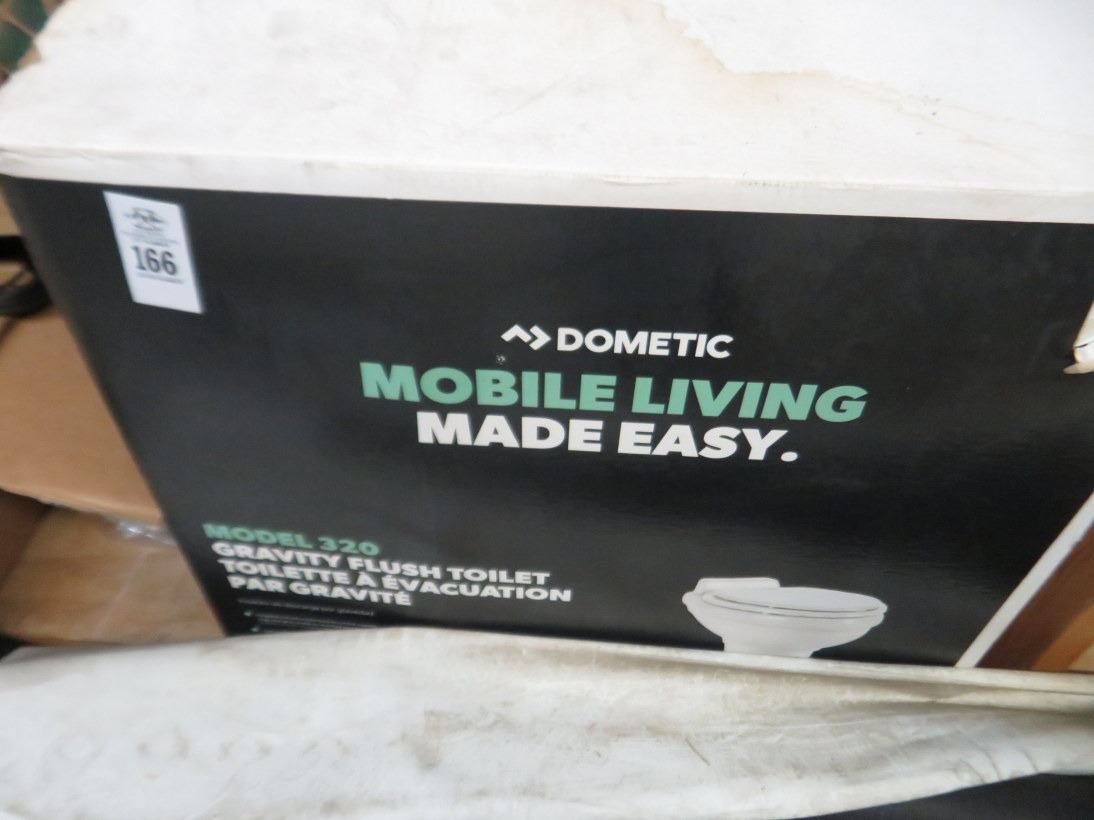 166
DOMETIC
MOBILE LIVING
MADE EASY.
MODEL 320
GRAVITY FLUSH TOILET
TOILETTE À ÉVACUATION
PAR GRAVITÉ